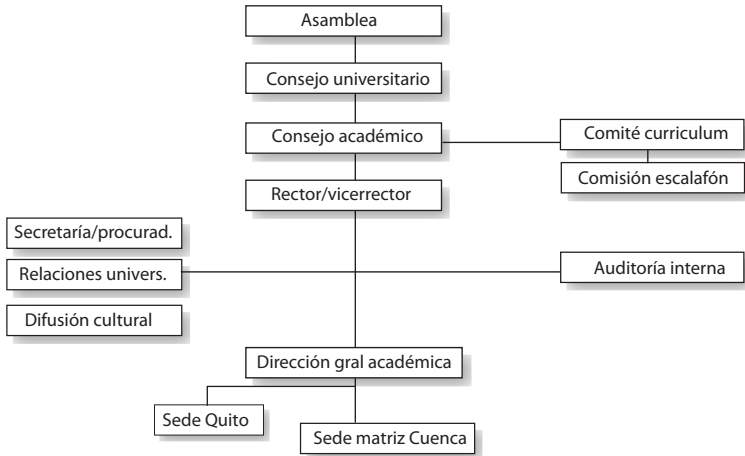 Asamblea
Consejo universitario
Consejo académico
Comité curriculum
Comisión escalafón
Rector/vicerrector
Secretaría/procurad.
Relaciones univers.
Auditoría interna
Difusión cultural
Dirección gral académica
Sede Quito
Sede matriz Cuenca